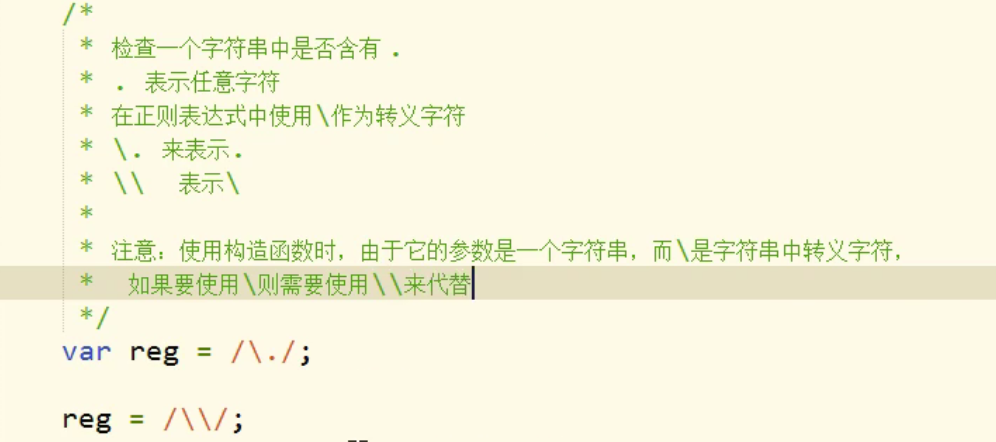 /*
* 检查一个字符串中是否含有 .
* . 表示任意字符
* 在正则表达式中使用\作为转义字符
* \. 来表示.
* \\ 表示\
*
* 注意：使用构造函数时，由于它的参数是一个字符串，而\是字符串中转义字符，
* 如果要使用\则需要使用\\来代替
*/
var reg = /\./;
reg = /\\/;